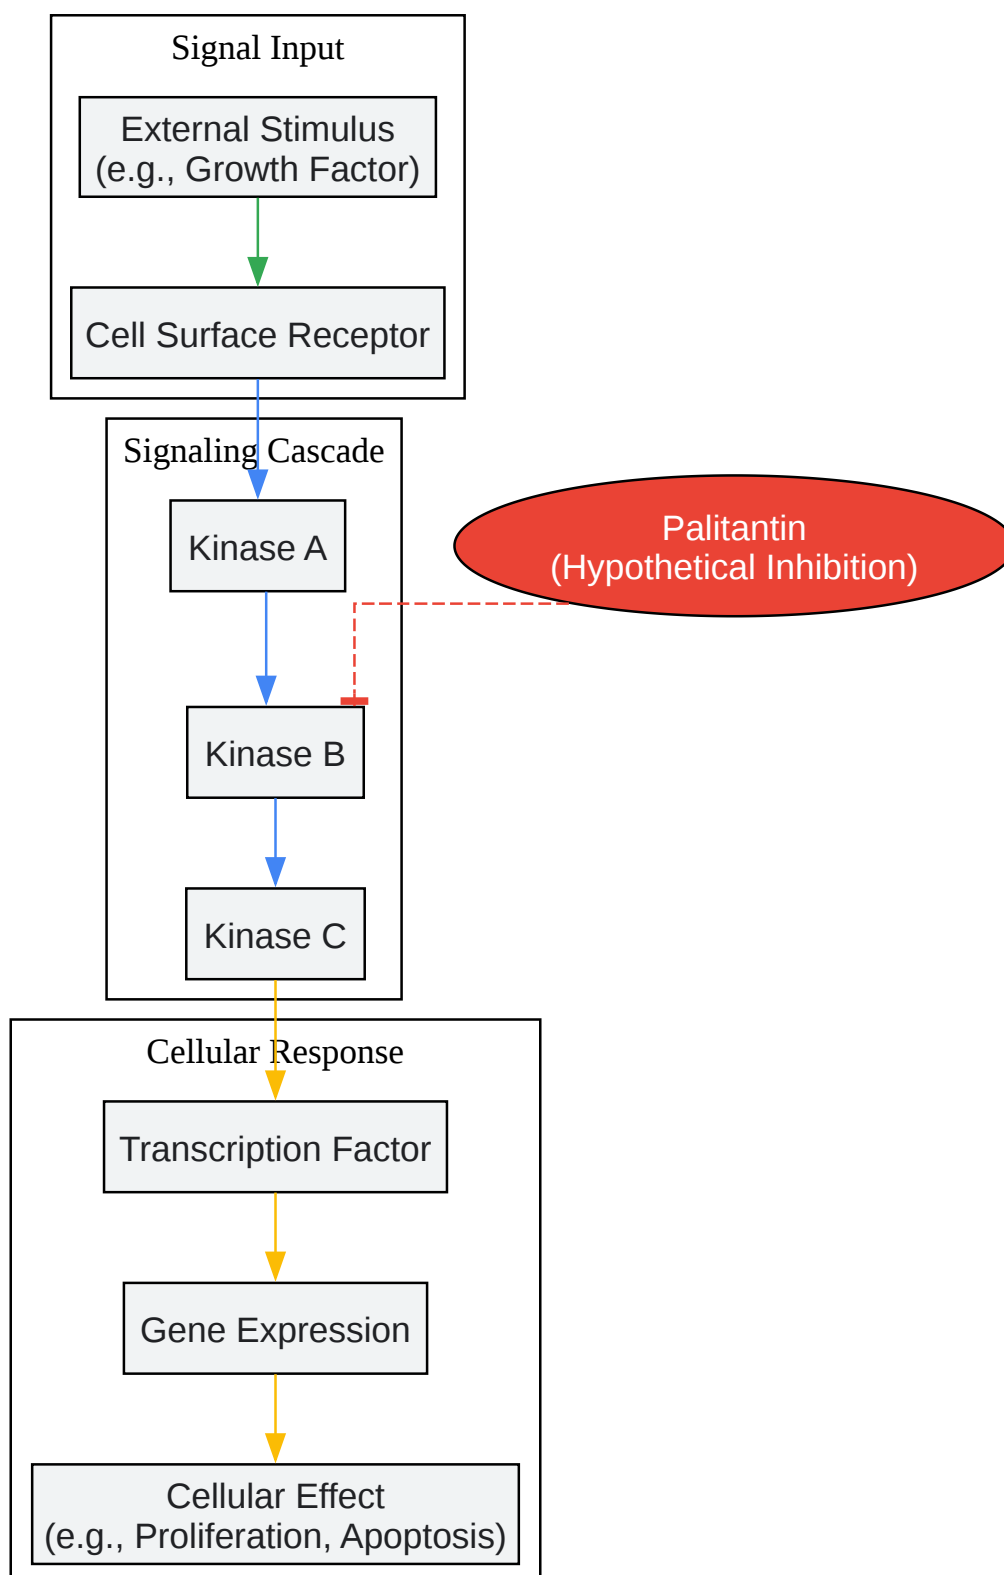 Signal Input
External Stimulus
(e.g., Growth Factor)
Cell Surface Receptor
Signaling Cascade
Kinase A
Palitantin
(Hypothetical Inhibition)
Kinase B
Kinase C
Cellular Response
Transcription Factor
Gene Expression
Cellular Effect
(e.g., Proliferation, Apoptosis)